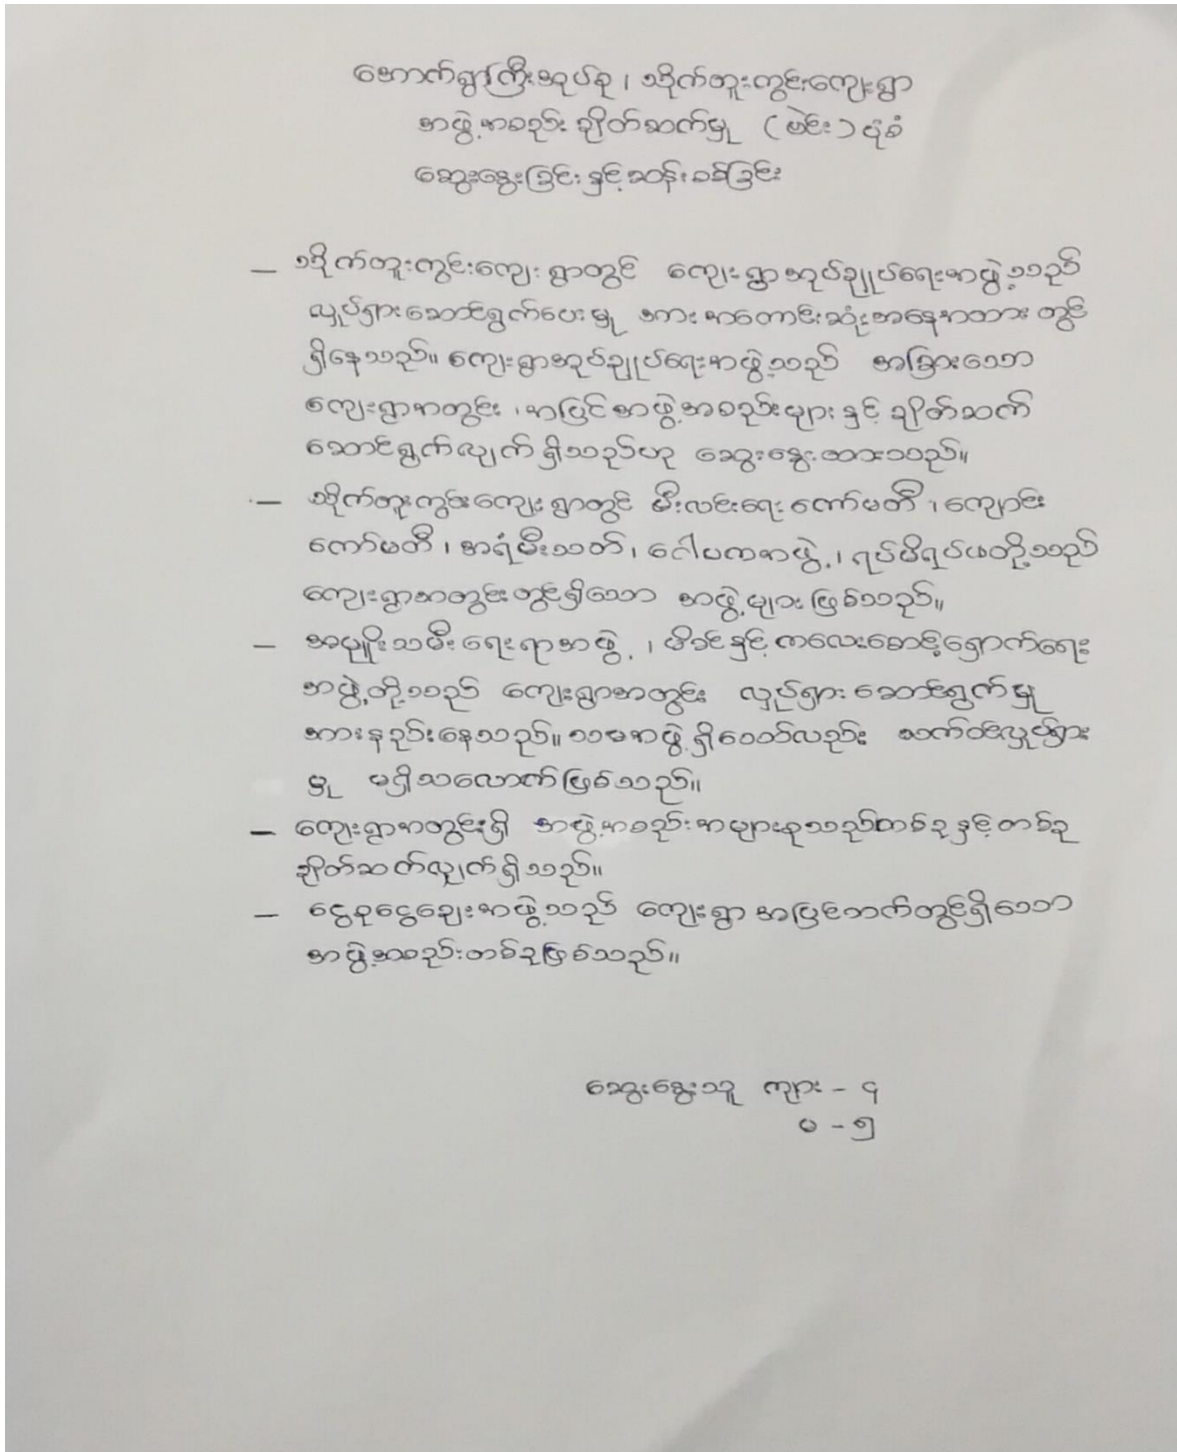 အောက်ရွာကြီးအုပ်စု ၊ သိုက်တူးကွင်းကျေးရွာ
အဖွဲ့အစည်း ချိတ်ဆက်မှု (ဗင်း) ပုံစံ
ဆွေးနွေးခြင်း နှင့် ဆန်းစစ်ခြင်း
– သိုက်တူးကွင်းကျေးရွာတွင် ကျေးရွာအုပ်ချုပ်ရေးအဖွဲ့သည်
လှုပ်ရှားဆောင်ရွက်ပေးမှု အား အကောင်းဆုံးအနေအထား တွင်
ရှိနေသည်။ ကျေးရွာအုပ်ချုပ်ရေးအဖွဲ့သည် အခြားသော
ကျေးရွာအတွင်း ၊ အပြင် အဖွဲ့အစည်းများ နှင့် ချိတ်ဆက်
ဆောင်ရွက်လျှက် ရှိသည်ဟု ဆွေးနွေးထားသည်။
– သိုက်တူးကွင်းကျေးရွာတွင် မီးလင်းရေး ကော်မတီ ၊ ကျောင်း
ကော်မတီ ၊ အရံမီးသတ် ၊ ဂေါပကအဖွဲ့ ၊ ရပ်မိရပ်ဖတို့သည်
ကျေးရွာအတွင်းတွင်ရှိသော အဖွဲ့များ ဖြစ်သည်။
– အမျိုးသမီးရေးရာအဖွဲ့ ၊ မိခင်နှင့် ကလေးစောင့်ရှောက်ရေး
အဖွဲ့တို့သည် ကျေးရွာအတွင်း လှုပ်ရှား ဆောင်ရွက်မှု
အားနည်းနေသည်။ သမအဖွဲ့ ရှိသော်လည်း သက်ဝင်လှုပ်ရှား
မှု မရှိသလောက်ဖြစ်သည်။
– ကျေးရွာအတွင်းရှိ အဖွဲ့အစည်းအများစုသည်တစ်ခုနှင့်တစ်ခု
ချိတ်ဆက်လျှက်ရှိသည်။
– ငွေစုငွေချေးအဖွဲ့သည် ကျေးရွာ အပြင်ဘက်တွင်ရှိသော
အဖွဲ့အစည်းတစ်ခုဖြစ်သည်။
ဆွေးနွေးသူ ကျား – ၄
မ – ၅